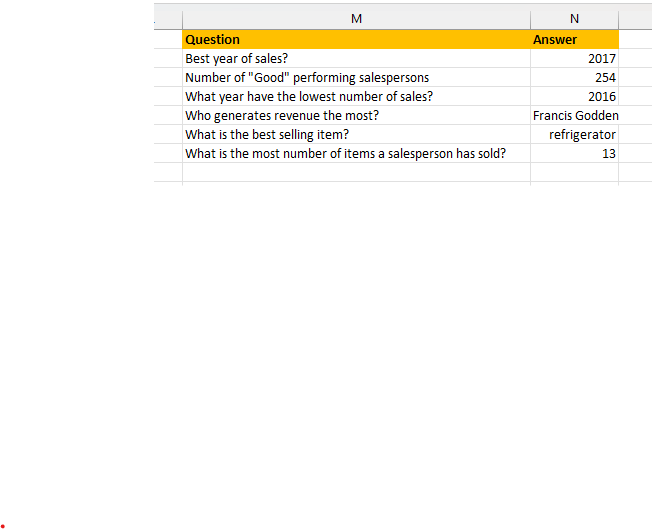 M N
Question Answer
Best year of sales? 2017
Number of "Good" performing salespersons 254
What year have the lowest number of sales? 2016
Who generates revenue the most? Francis Godden
What is the best selling item? refrigerator
What is the most number of items a salesperson has sold? 13